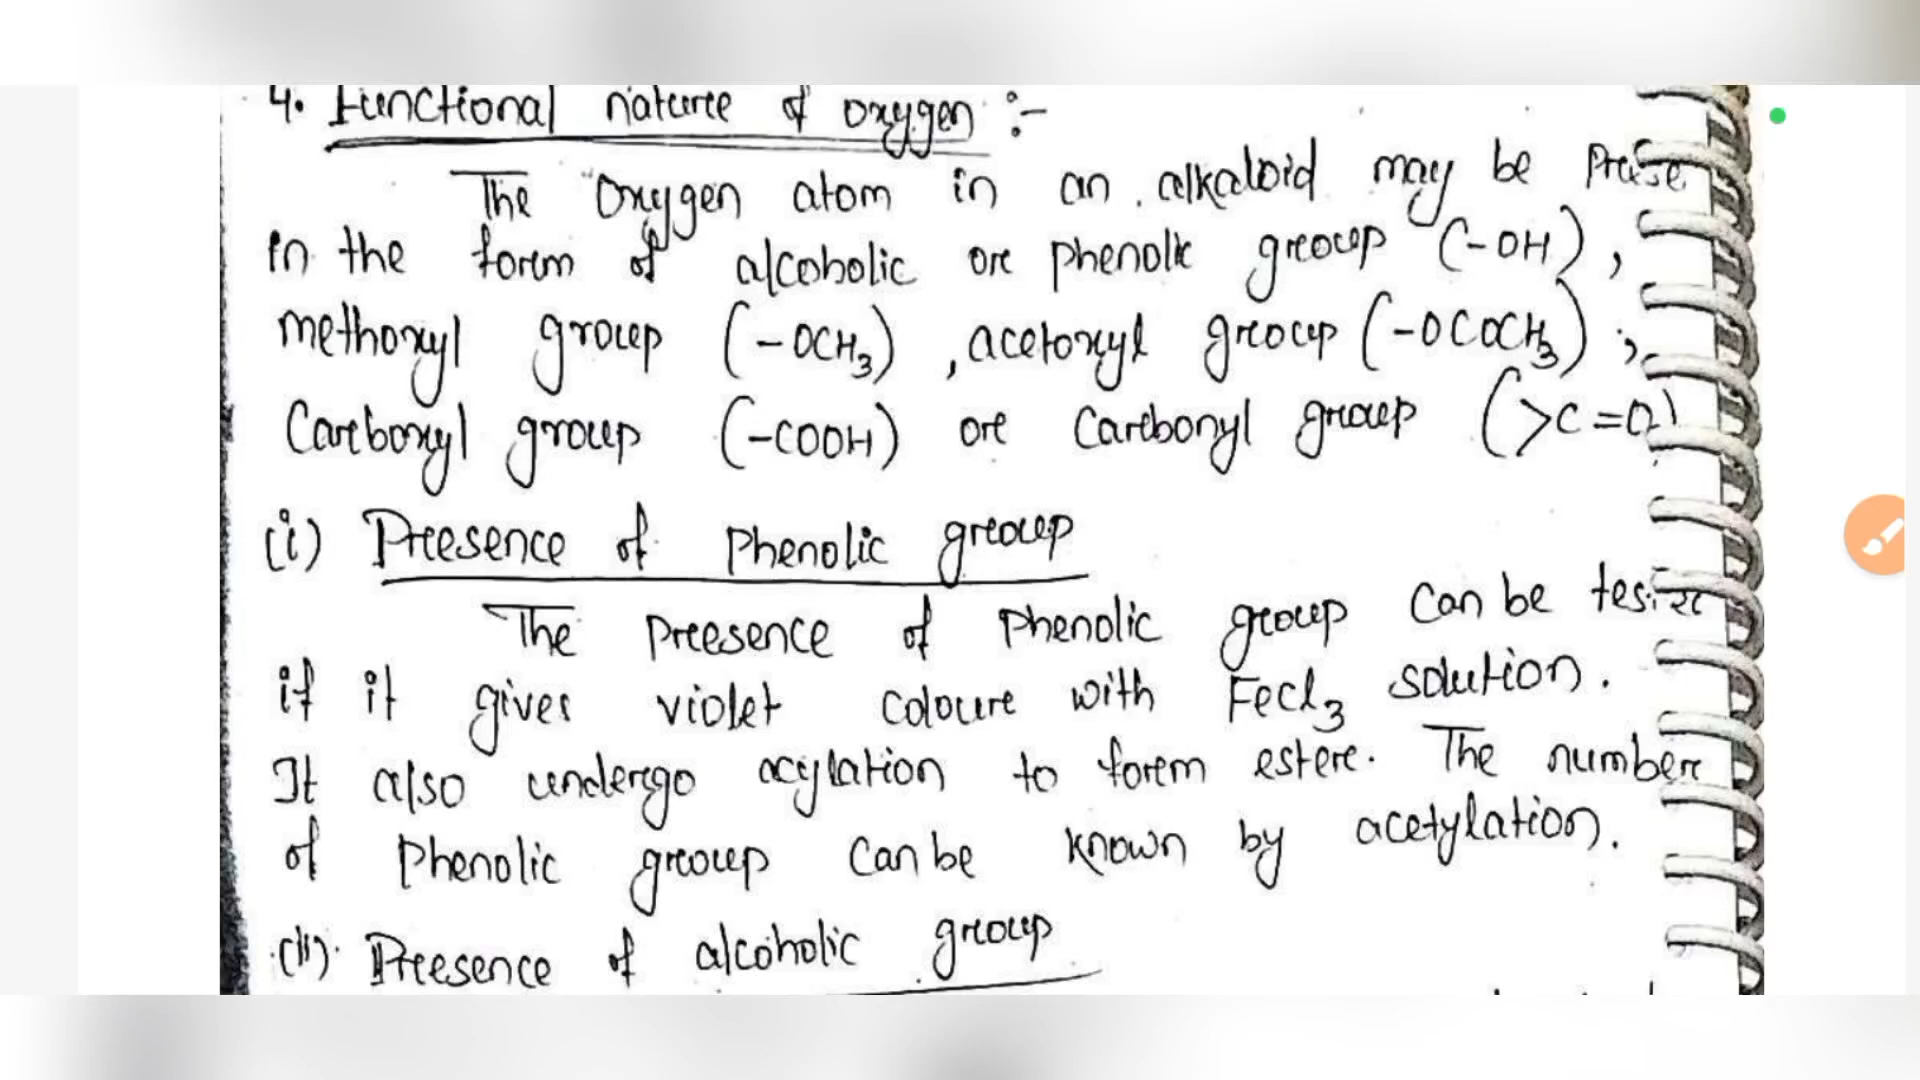 4. Functional nature of oxygen :-
The Oxygen atom in an alkaloid may be
in the form of alcoholic or phenolic group (-OH),
methoxyl group (-OCH₃), acetoxyl group (-OCOCH₃),
Carboxyl group (-COOH) or Carbonyl group (>C=O)
(i) Presence of Phenolic group
The presence of Phenolic group can be
if it gives violet coloure with FeCl₃ solution.
It also undergo acylation to form ester. The number
of Phenolic group can be known by acetylation.
(ii). Presence of alcoholic group